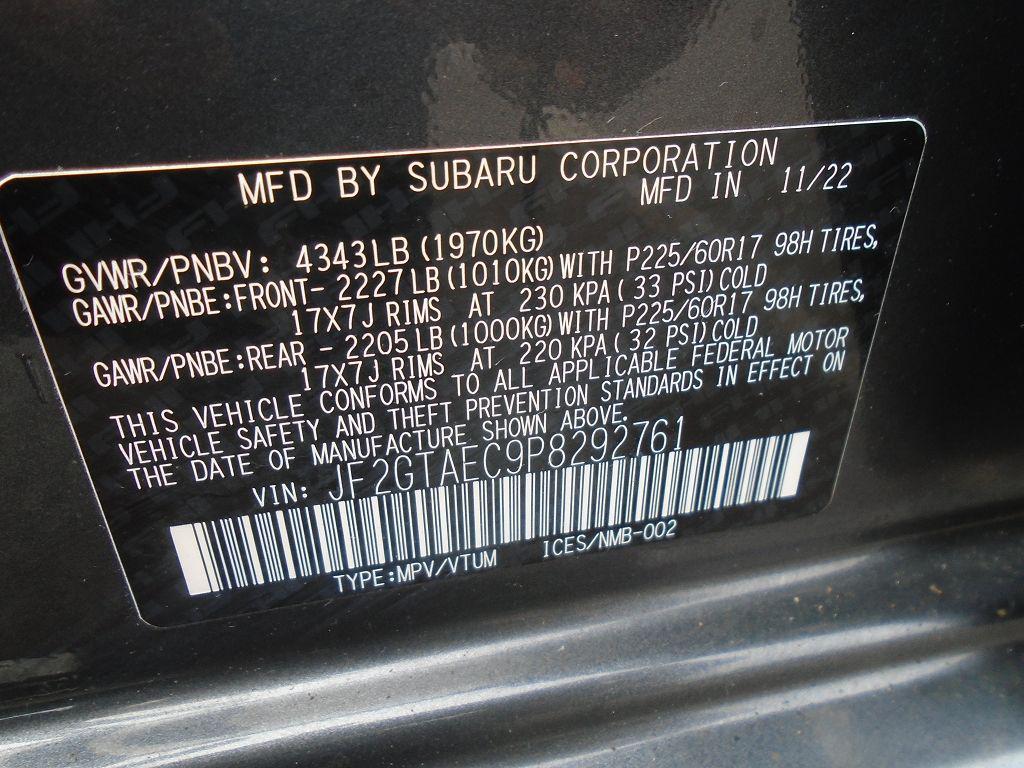 MFD BY SUBARU CORPORATION
MFD IN 11/22
GVWR/PNBV: 4343LB (1970KG)
GAWR/PNBE:FRONT- 2227LB(1010KG)WITH P225/60R17 98H TIRES,
17X7J RIMS AT 230 KPA( 33 PSI)COLD
GAWR/PNBE:REAR - 2205LB(1000KG)WITH P225/60R17 98H TIRES,
17X7J RIMS AT 220 KPA( 32 PSI)COLD
THIS VEHICLE CONFORMS TO ALL APPLICABLE FEDERAL MOTOR
VEHICLE SAFETY AND THEFT PREVENTION STANDARDS IN EFFECT ON
THE DATE OF MANUFACTURE SHOWN ABOVE.
VIN: JF2GTAEC9P8292761
TYPE:MPV/VTUM ICES/NMB-002